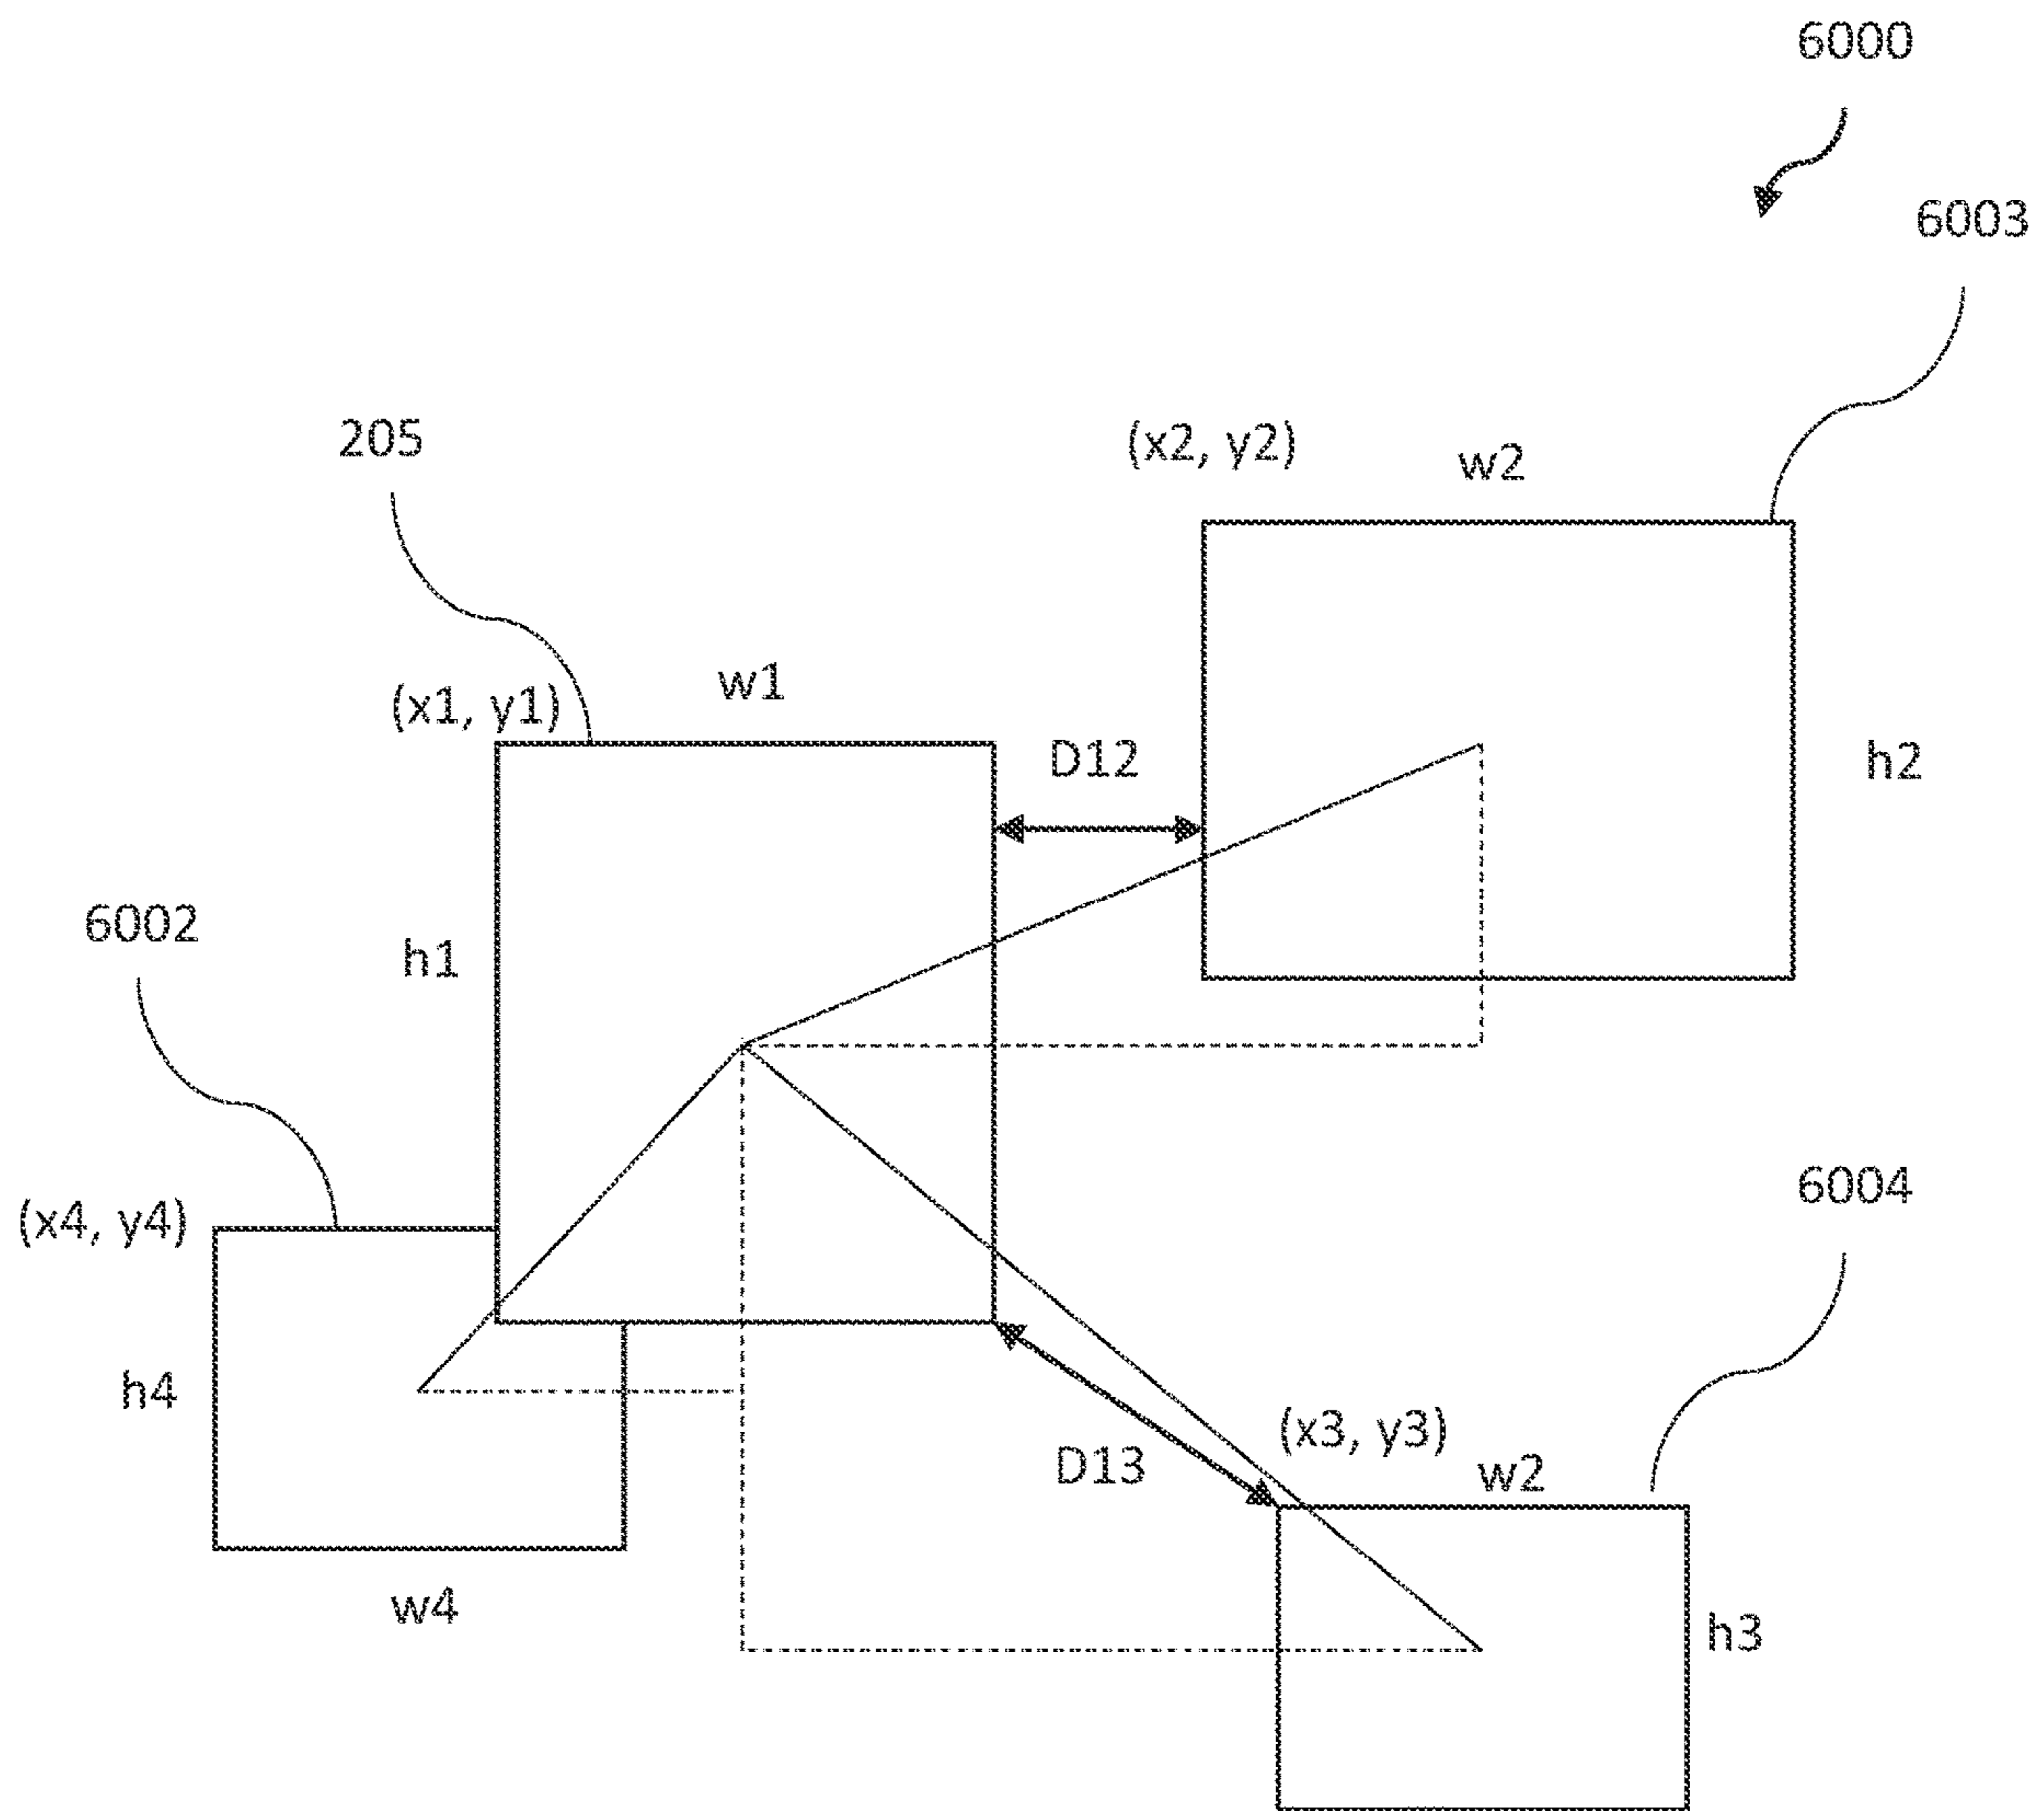 6000
6003
205
(x2, y2)
w2
(x1, y1)
w1
D12
h2
6002
h1
6004
(x4, y4)
h4
(x3, y3)
D13
w2
w4
h3